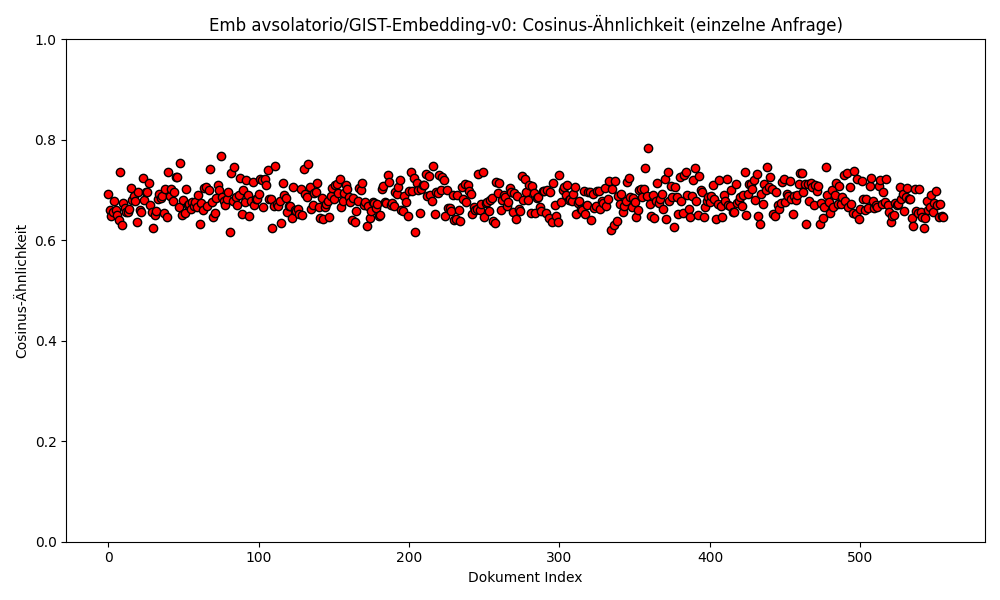 Emb avsolatorio/GIST-Embedding-v0: Cosinus-Ähnlichkeit (einzelne Anfrage)
1.0
0.8
0.6
0.4
0.2
0.0
Cosinus-Ähnlichkeit
0 100 200 300 400 500
Dokument Index